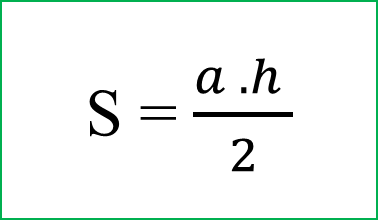 S = a .h / 2